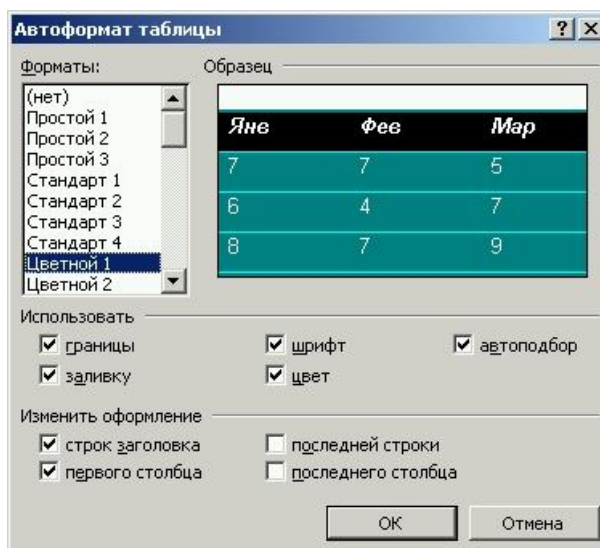 Автоформат таблицы
Форматы:
(нет)
Простой 1
Простой 2
Простой 3
Стандарт 1
Стандарт 2
Стандарт 3
Стандарт 4
Цветной 1
Цветной 2
Образец
Янв Фев Мар
7 7 5
6 4 7
8 7 9
Использовать
границы шрифт автоподбор
заливку цвет
Изменить оформление
строк заголовка последней строки
первого столбца последнего столбца
OK Отмена